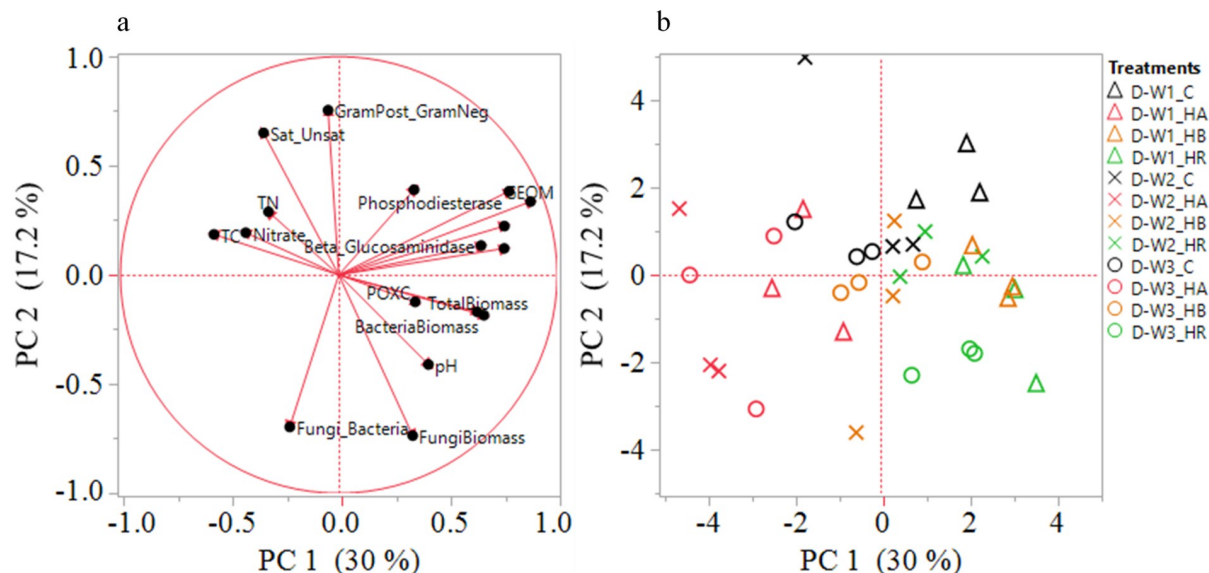 a
b
1.0
0.5
0.0
-0.5
-1.0
PC 2 (17.2 %)
GramPost_GramNeg
Sat_Unsat
TN
TC
Nitrate
Phosphodiesterase
Beta_Glucosaminidase
POXC
TotalBiomass
BacteriaBiomass
pH
Fungi_Bacteria
FungiBiomass
-1.0 -0.5 0.0 0.5 1.0
PC 1 (30 %)
4
2
0
-2
-4
PC 2 (17.2 %)
-4 -2 0 2 4
PC 1 (30 %)
Treatments
D-W1_C
D-W1_HA
D-W1_HB
D-W1_HR
D-W2_C
D-W2_HA
D-W2_HB
D-W2_HR
D-W3_C
D-W3_HA
D-W3_HB
D-W3_HR